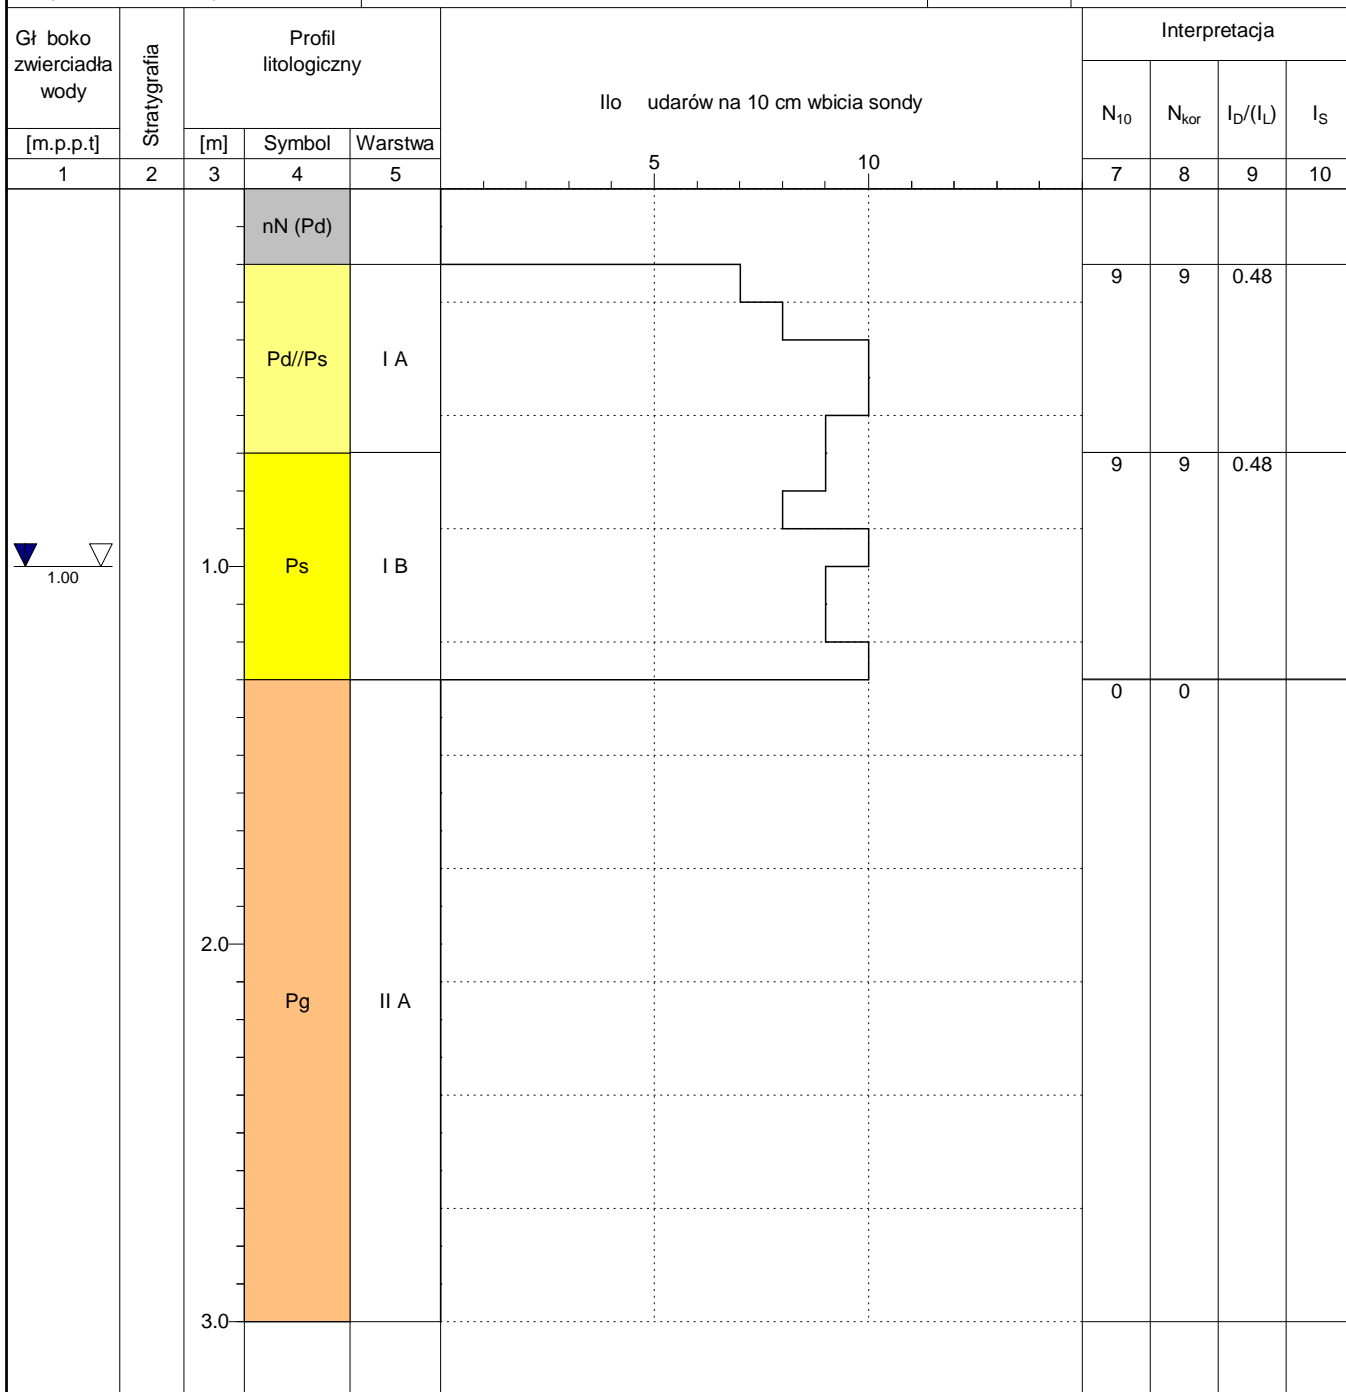 Gł boko
zwierciadła
wody
[m.p.p.t]
Stratygrafia
Profil
litologiczny
[m] Symbol Warstwa
Ilo udarów na 10 cm wbicia sondy
5 10
Interpretacja
N10 Nkor ID/(IL) IS
1 2 3 4 5 7 8 9 10
nN (Pd)
9 9 0.48
Pd//Ps I A
9 9 0.48
1.00
1.0 Ps I B
0 0
2.0
Pg II A
3.0